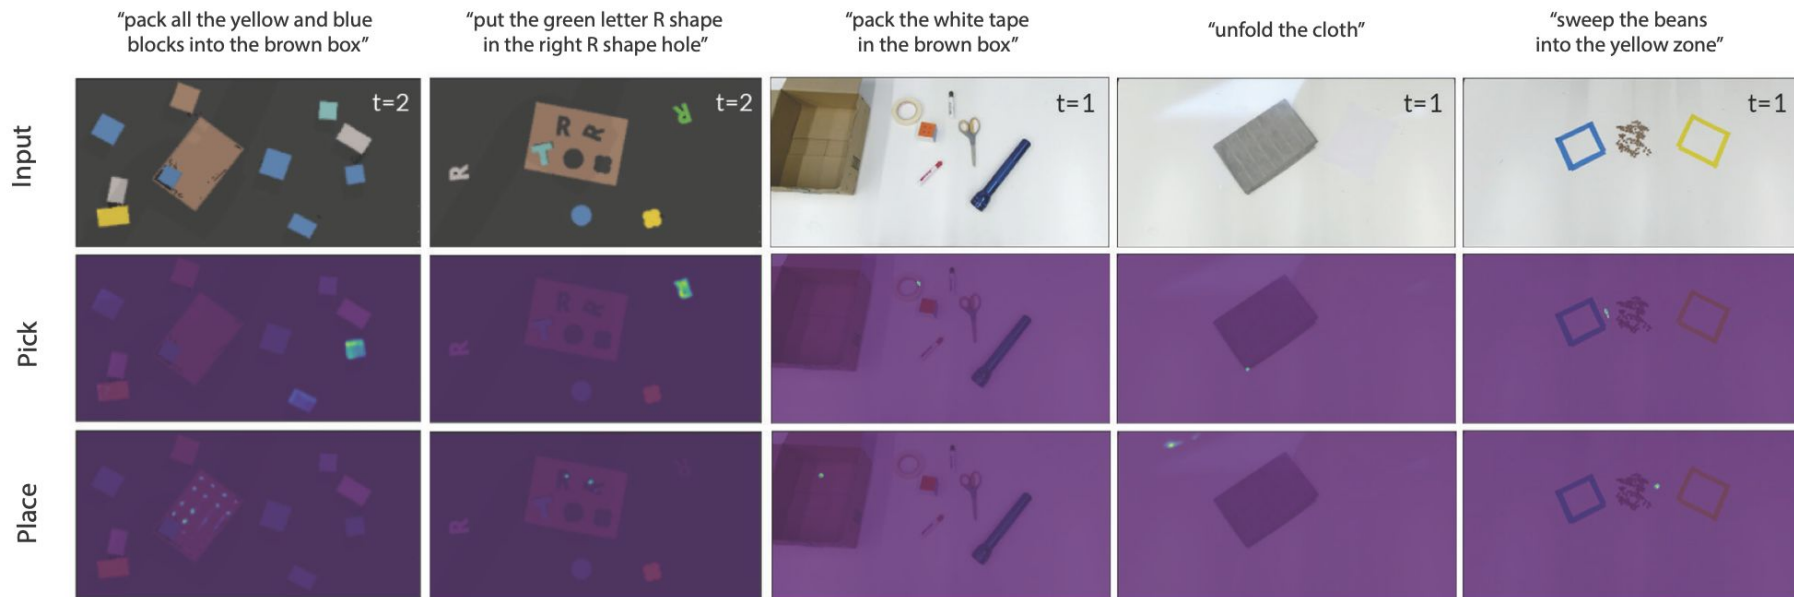 “pack all the yellow and blue
blocks into the brown box”
“put the green letter R shape
in the right R shape hole”
“pack the white tape
in the brown box”
“unfold the cloth”
“sweep the beans
into the yellow zone”
Input
t=2
t=2
t=1
t=1
t=1
R
R
R
R
T
Pick
R
R
R
Place
R